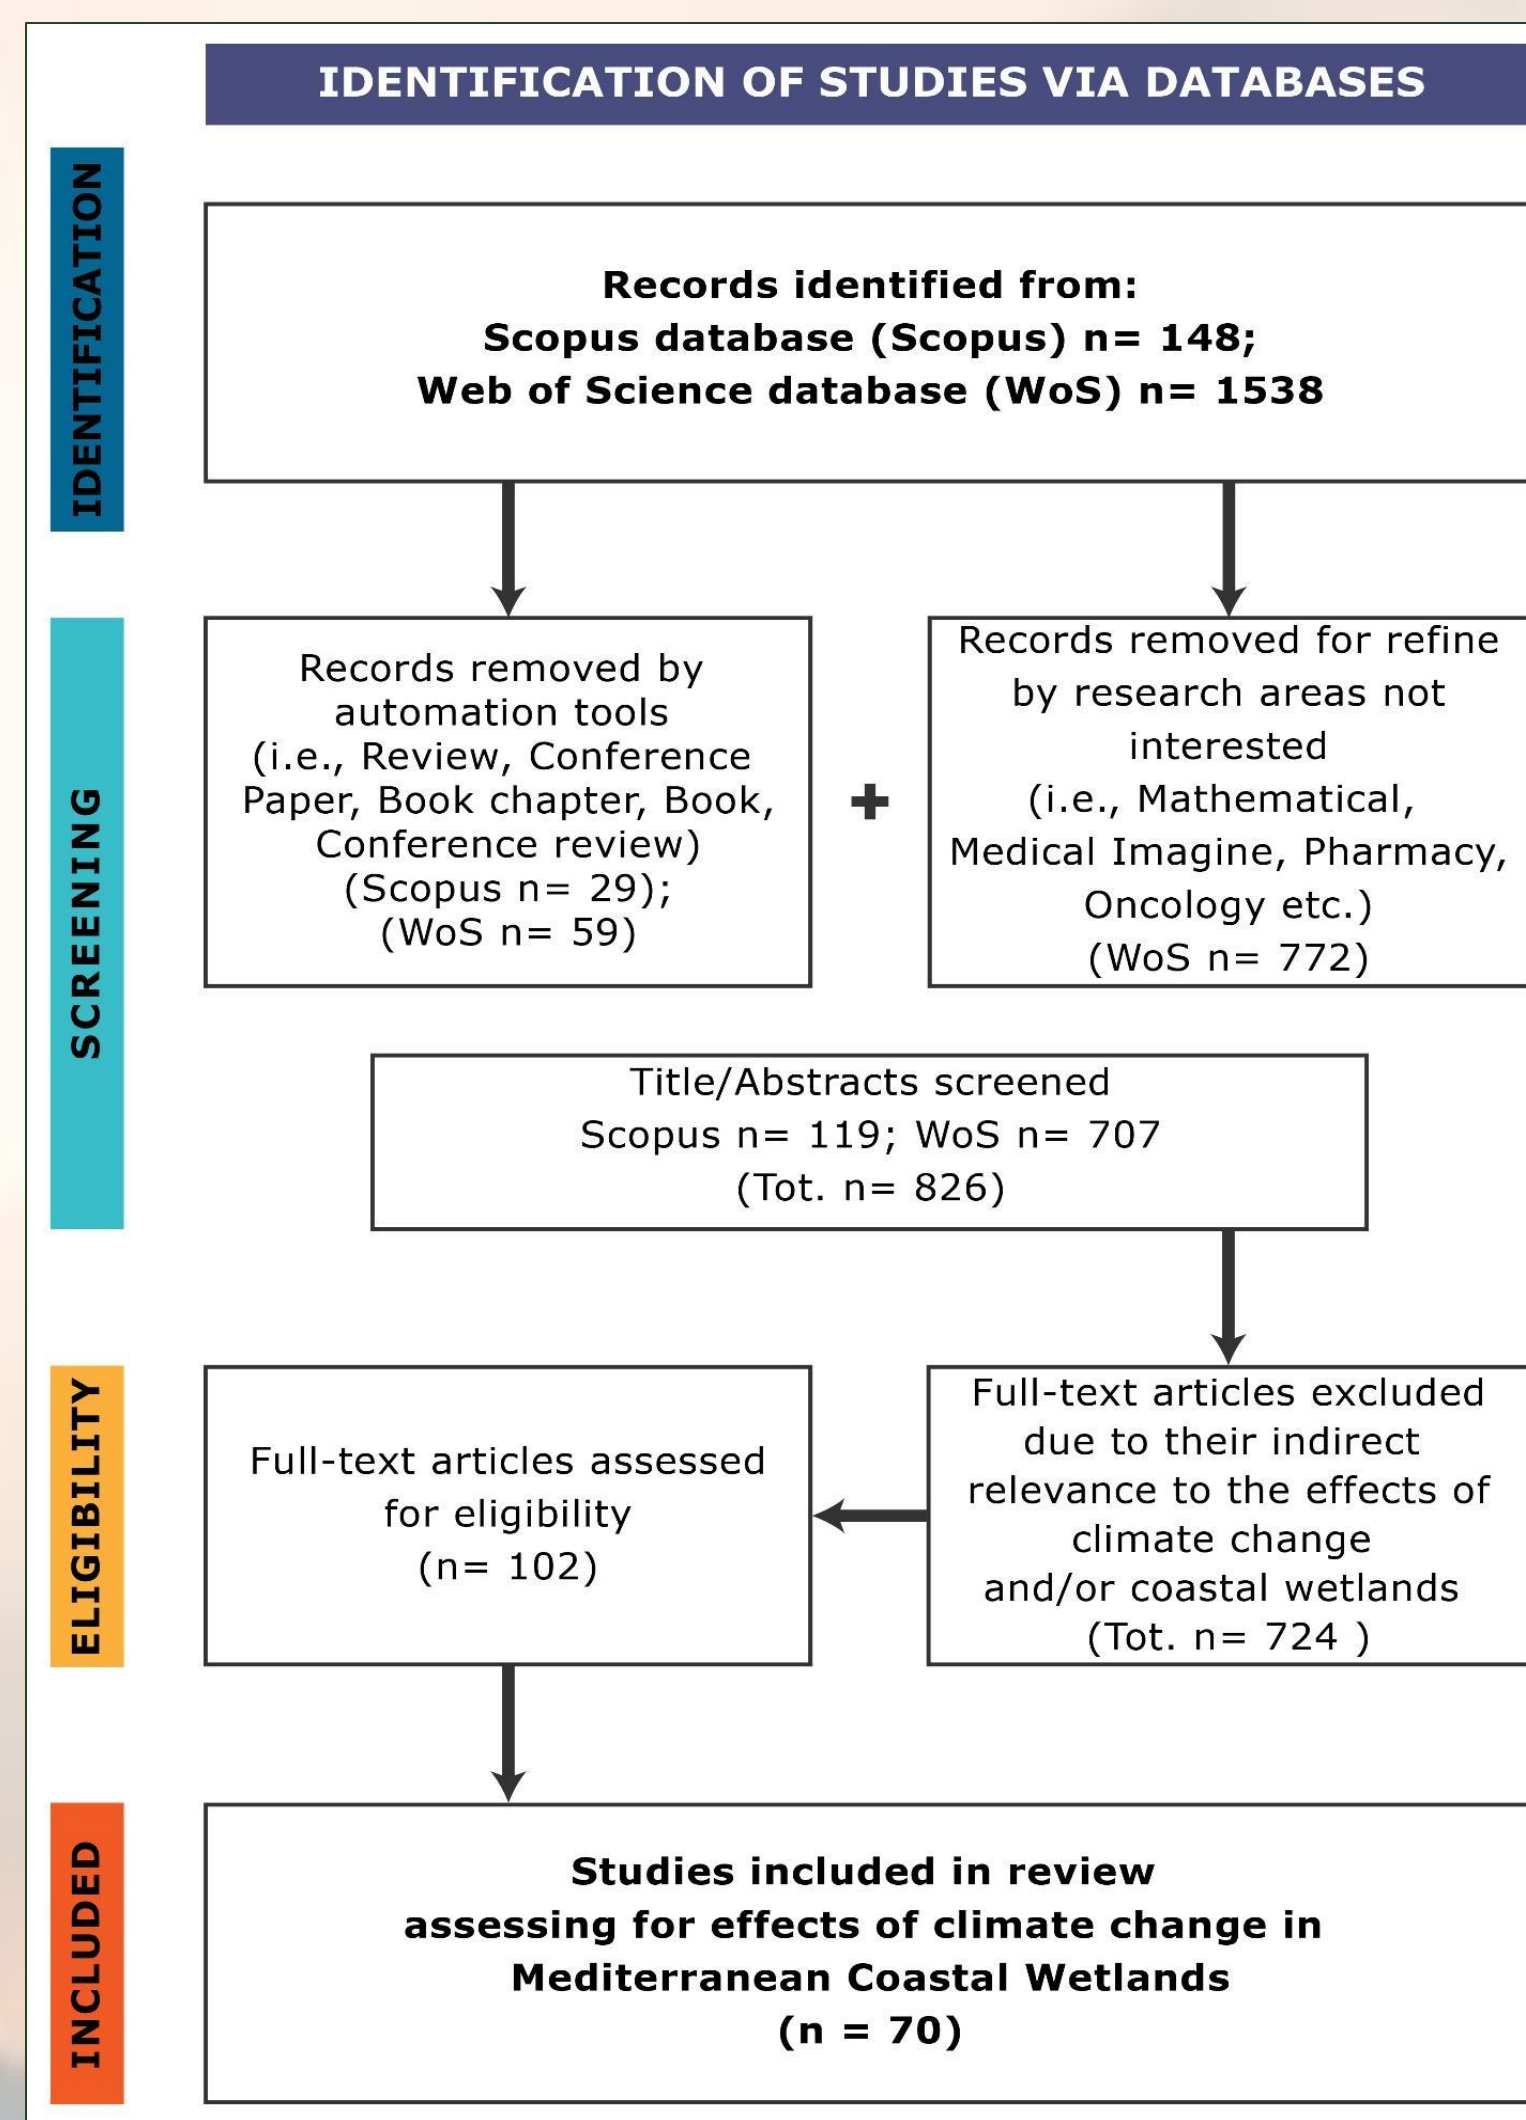 IDENTIFICATION OF STUDIES VIA DATABASES
IDENTIFICATION
Records identified from:
Scopus database (Scopus) n= 148;
Web of Science database (WoS) n= 1538
SCREENING
Records removed by
automation tools
(i.e., Review, Conference
Paper, Book chapter, Book,
Conference review)
(Scopus n= 29);
(WoS n= 59)
+
Records removed for refine
by research areas not
interested
(i.e., Mathematical,
Medical Imagine, Pharmacy,
Oncology etc.)
(WoS n= 772)
Title/Abstracts screened
Scopus n= 119; WoS n= 707
(Tot. n= 826)
ELIGIBILITY
Full-text articles assessed
for eligibility
(n= 102)
Full-text articles excluded
due to their indirect
relevance to the effects of
climate change
and/or coastal wetlands
(Tot. n= 724 )
INCLUDED
Studies included in review
assessing for effects of climate change in
Mediterranean Coastal Wetlands
(n = 70)